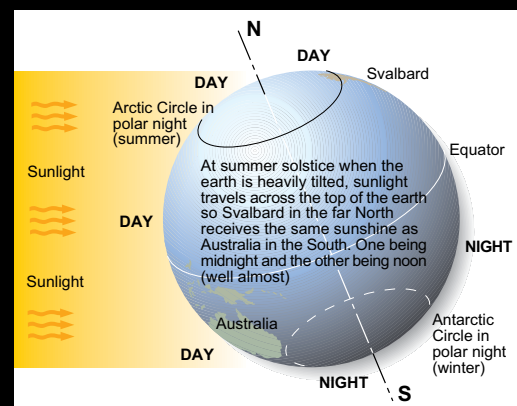 N
DAY
DAY
Svalbard
Arctic Circle in
polar night
(summer)
Equator
Sunlight
At summer solstice when the
earth is heavily tilted, sunlight
travels across the top of the earth
so Svalbard in the far North
receives the same sunshine as
Australia in the South. One being
midnight and the other being noon
(well almost)
DAY
NIGHT
Sunlight
Australia
Antarctic
Circle in
polar night
(winter)
DAY
NIGHT
S